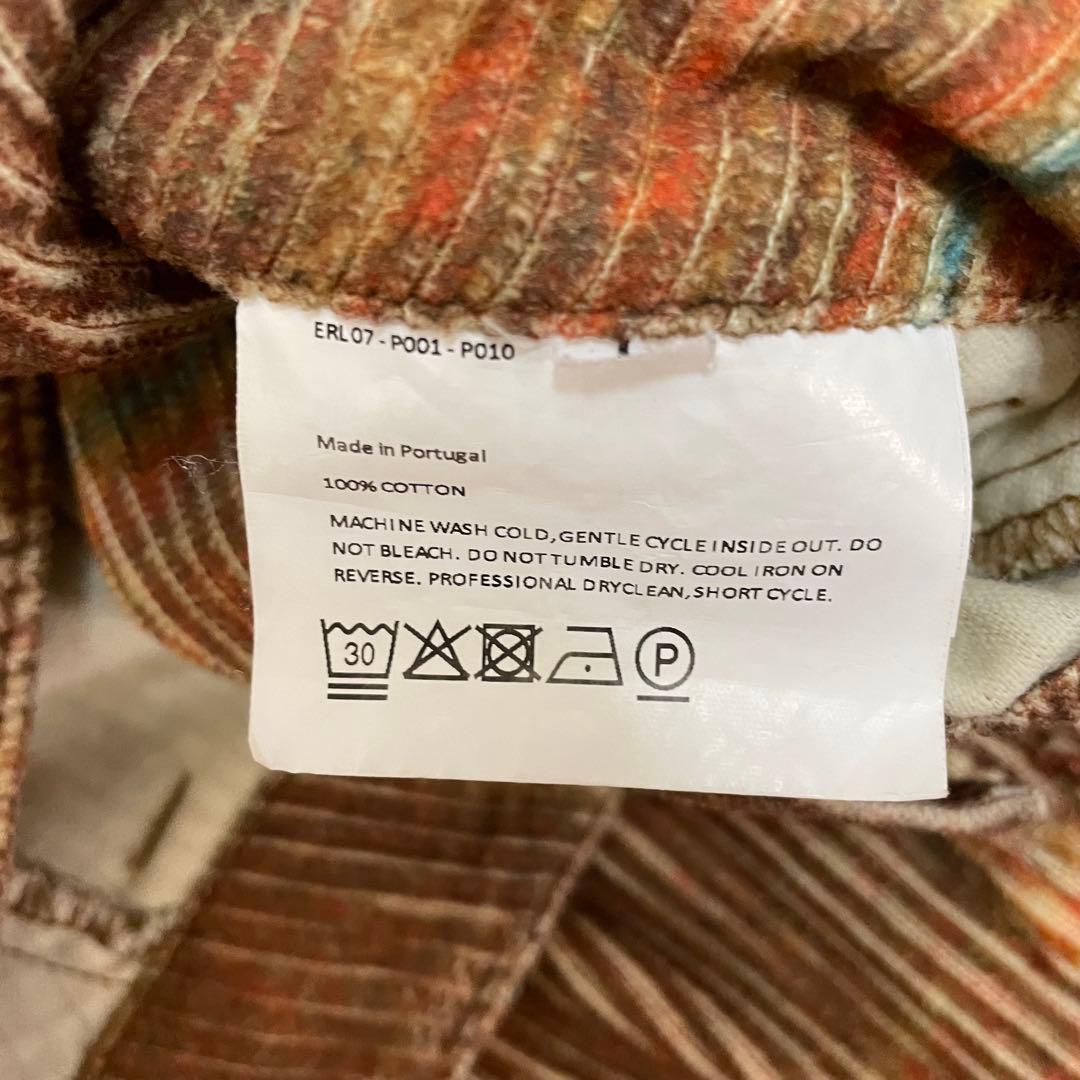 ERL07 - P001 - P010
Made in Portugal
100% COTTON
MACHINE WASH COLD, GENTLE CYCLE INSIDE OUT. DO
NOT BLEACH. DO NOT TUMBLE DRY. COOL IRON ON
REVERSE. PROFESSIONAL DRYCLEAN, SHORT CYCLE.
30
P